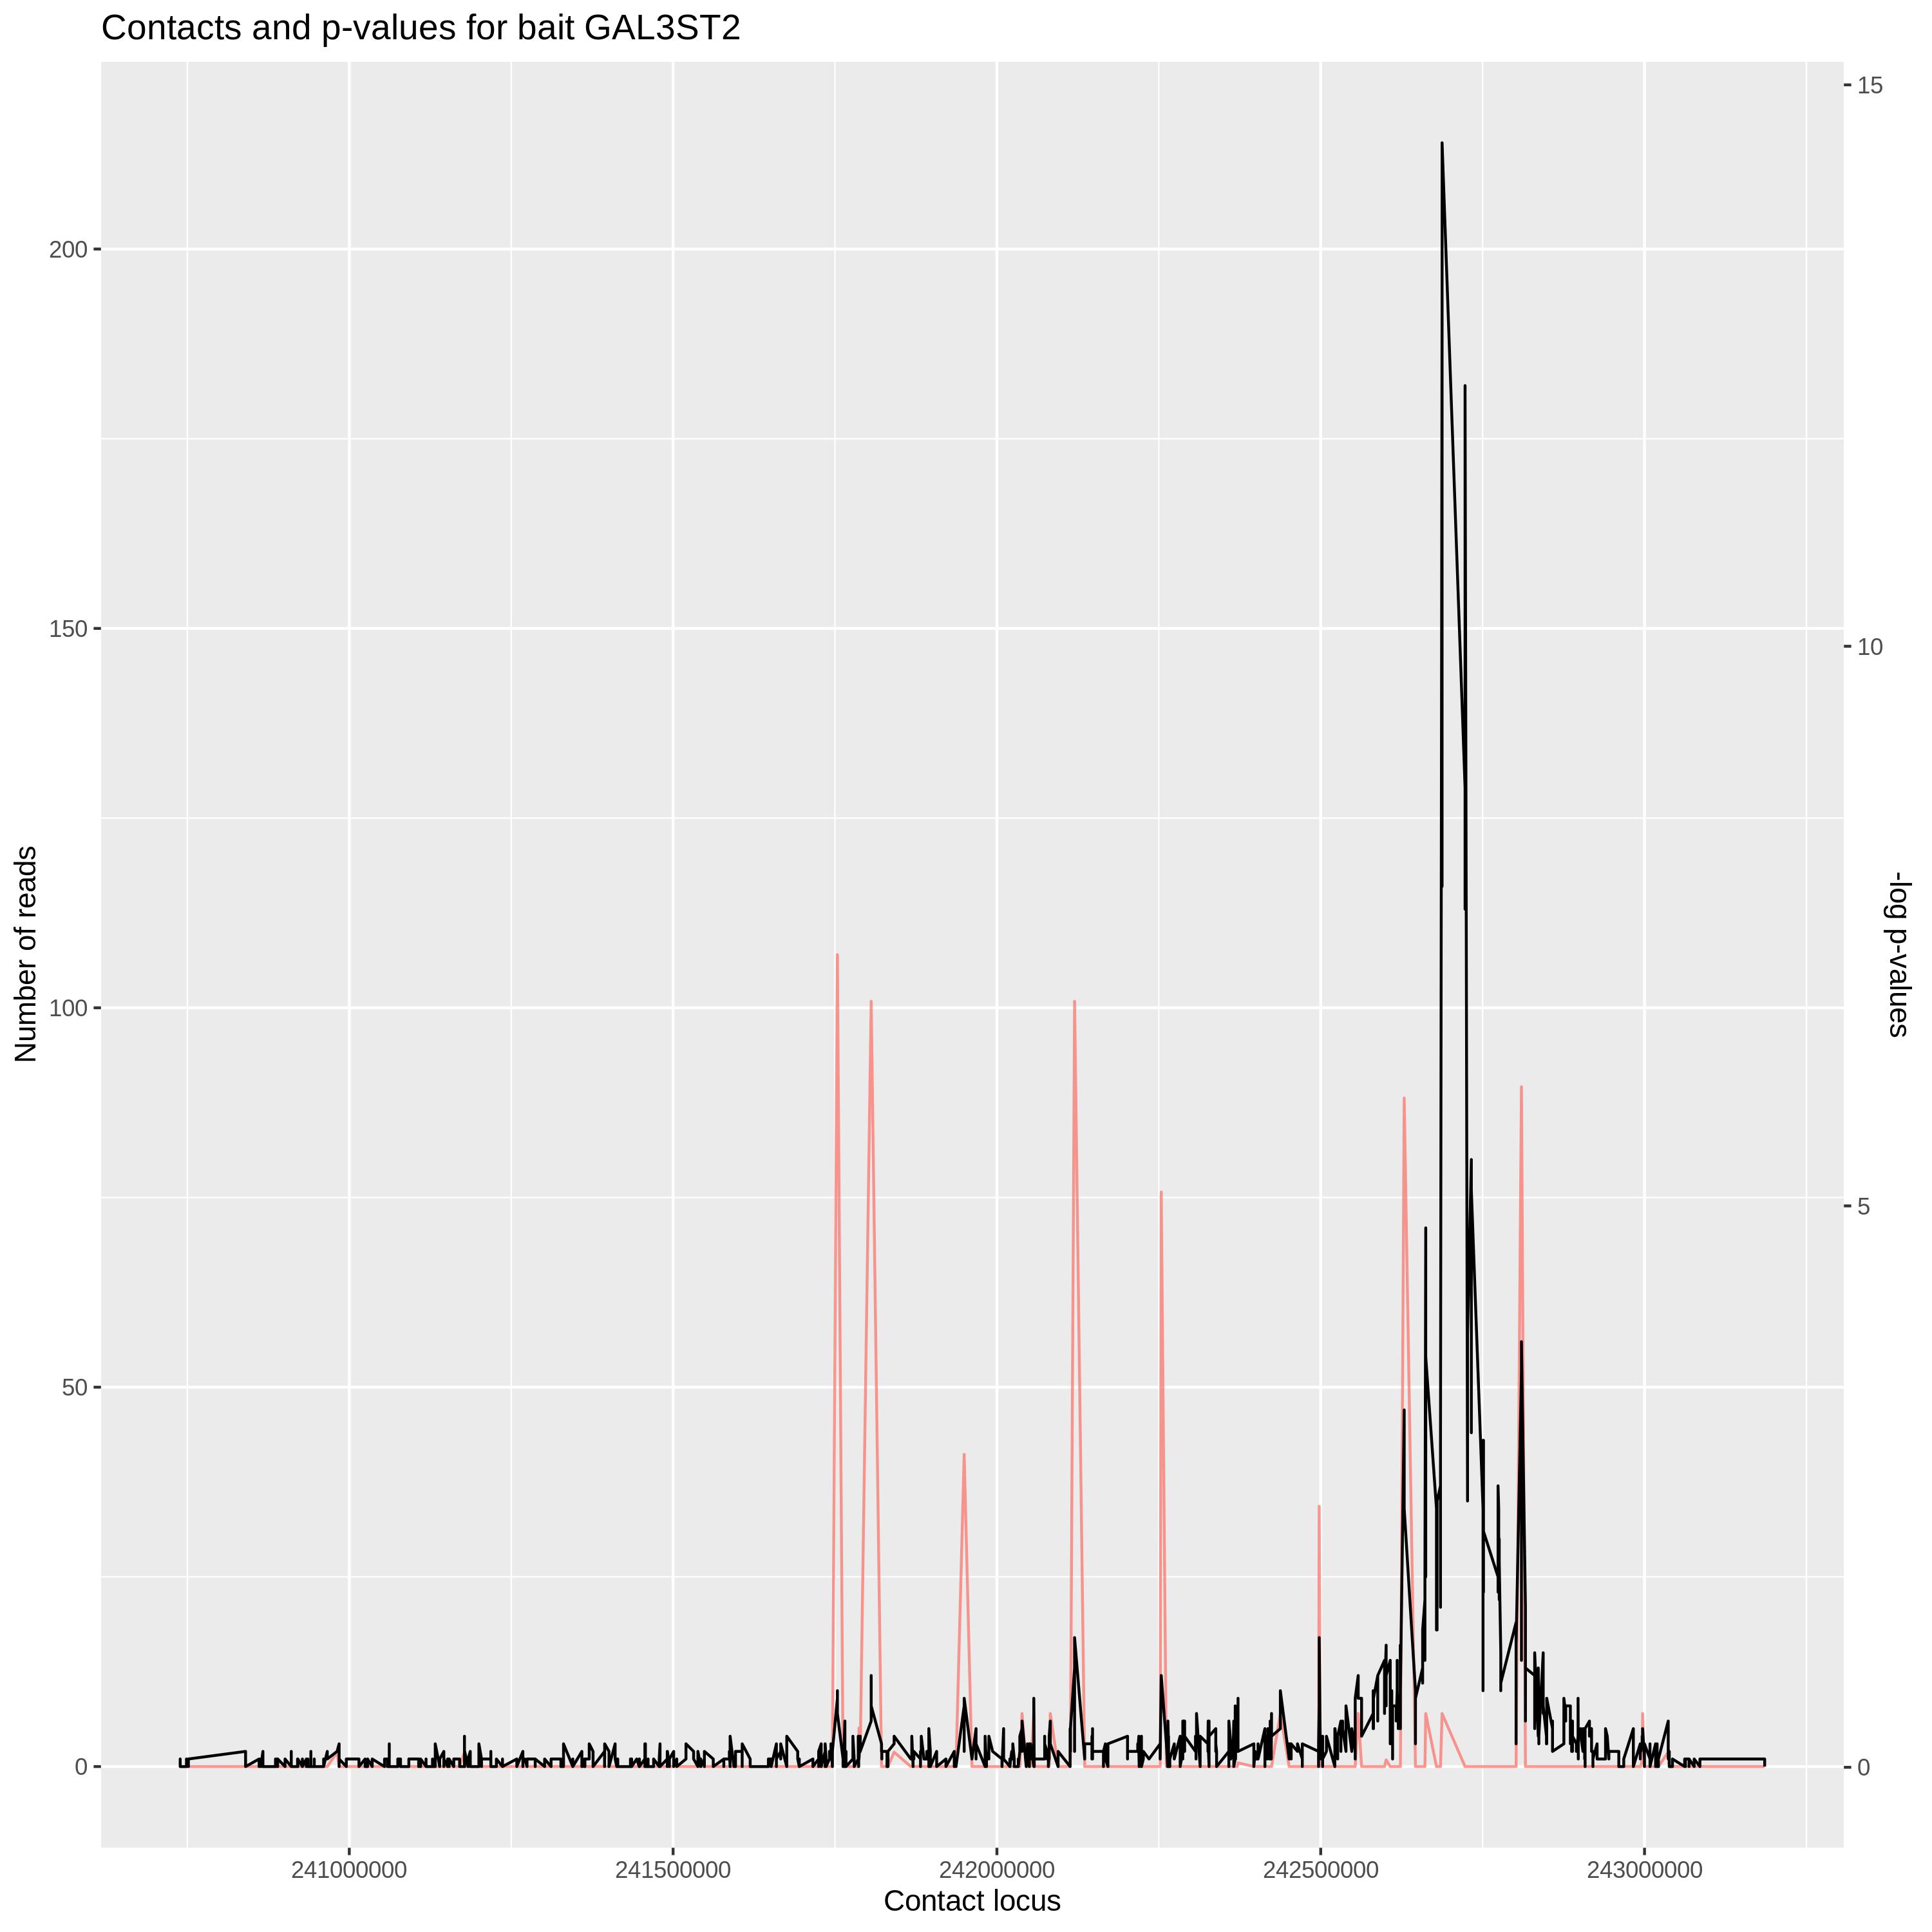 Contacts and p-values for bait GAL3ST2
Number of reads
200
150
100
50
0
15
10
5
0
-log p-values
241000000 241500000 242000000 242500000 243000000
Contact locus